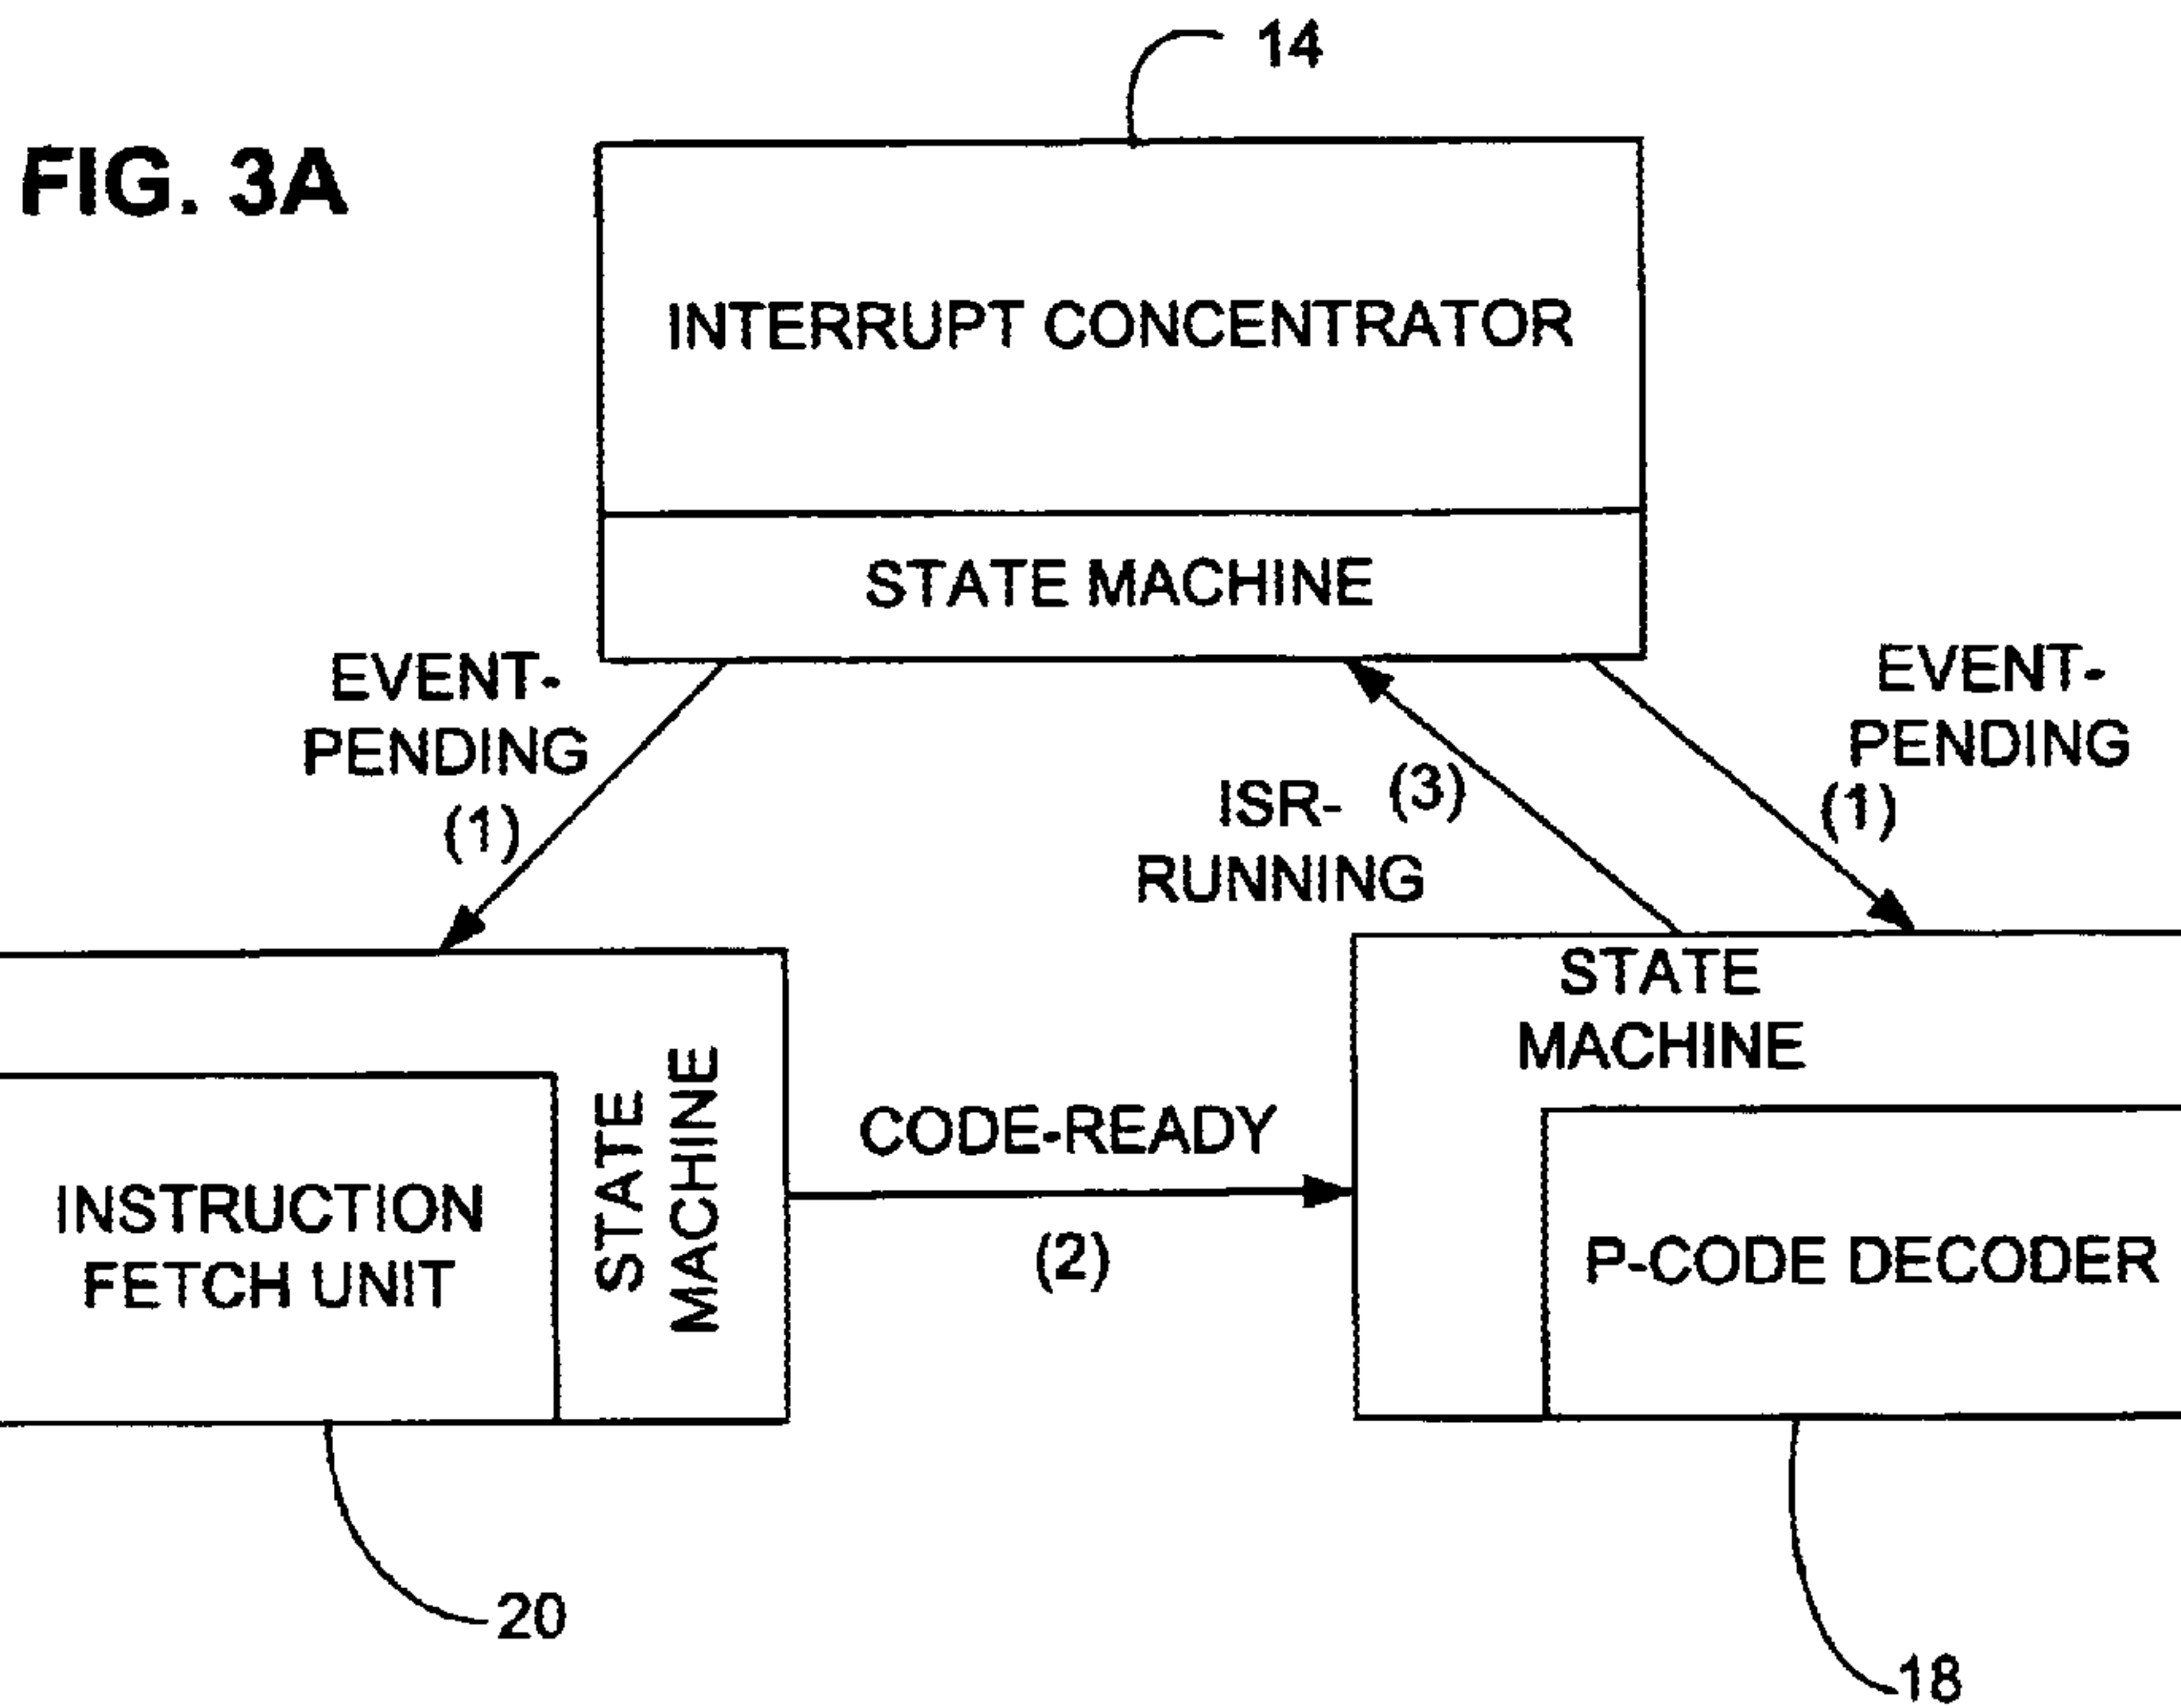 14
FIG. 3A
INTERRUPT CONCENTRATOR
STATE MACHINE
EVENT-
PENDING
(1)
ISR-
RUNNING
(3)
EVENT-
PENDING
(1)
INSTRUCTION
FETCH UNIT
STATE
MACHINE
CODE-READY
(2)
STATE
MACHINE
P-CODE DECODER
20
18